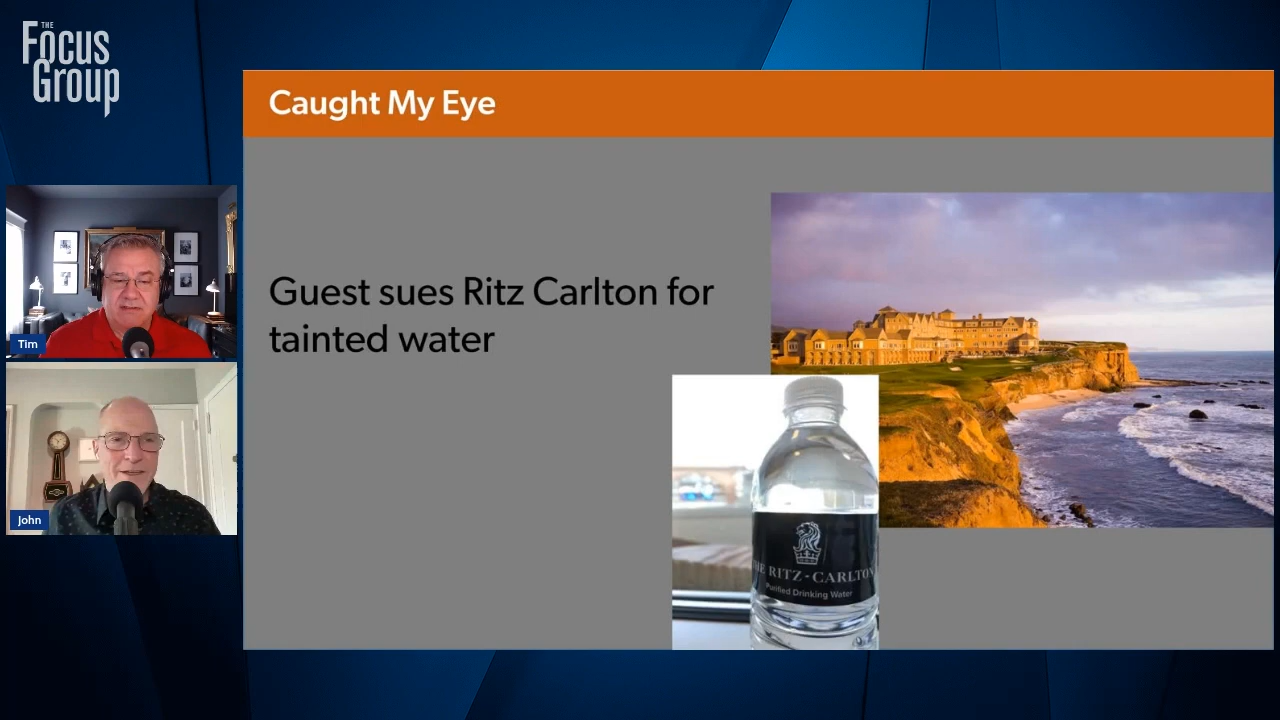 THE
Focus
Group
Caught My Eye
Guest sues Ritz Carlton for
tainted water
Tim
John
THE RITZ-CARLTON
Purified Drinking Water